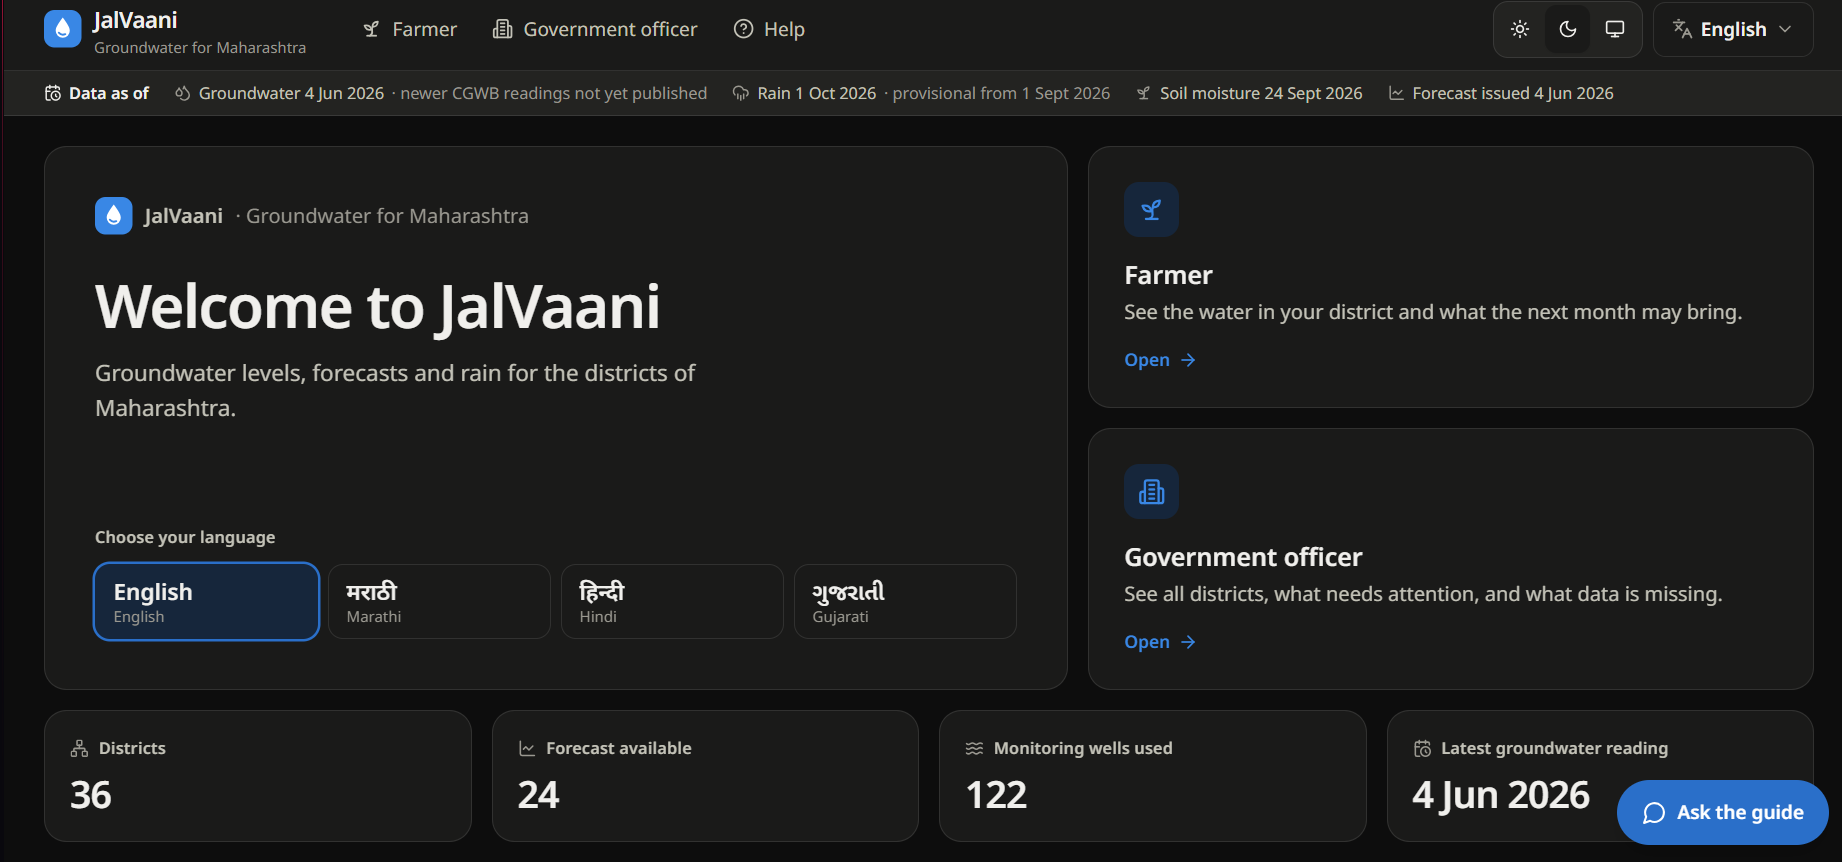 JalVaani
Groundwater for Maharashtra
Farmer
Government officer
Help
English
Data as of
Groundwater 4 Jun 2026 · newer CGWB readings not yet published
Rain 1 Oct 2026 · provisional from 1 Sept 2026
Soil moisture 24 Sept 2026
Forecast issued 4 Jun 2026
JalVaani · Groundwater for Maharashtra
Welcome to JalVaani
Groundwater levels, forecasts and rain for the districts of
Maharashtra.
Choose your language
English
English
मराठी
Marathi
हिन्दी
Hindi
ગુજરાતી
Gujarati
Farmer
See the water in your district and what the next month may bring.
Open →
Government officer
See all districts, what needs attention, and what data is missing.
Open →
Districts
36
Forecast available
24
Monitoring wells used
122
Latest groundwater reading
4 Jun 2026
Ask the guide